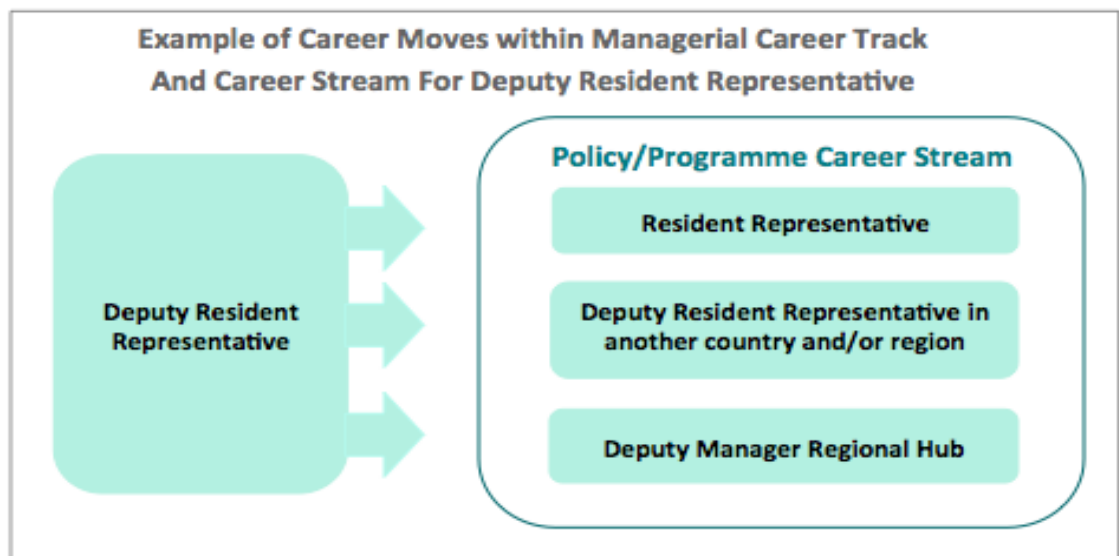 Example of Career Moves within Managerial Career Track
And Career Stream For Deputy Resident Representative
Deputy Resident
Representative
Policy/Programme Career Stream
Resident Representative
Deputy Resident Representative in
another country and/or region
Deputy Manager Regional Hub